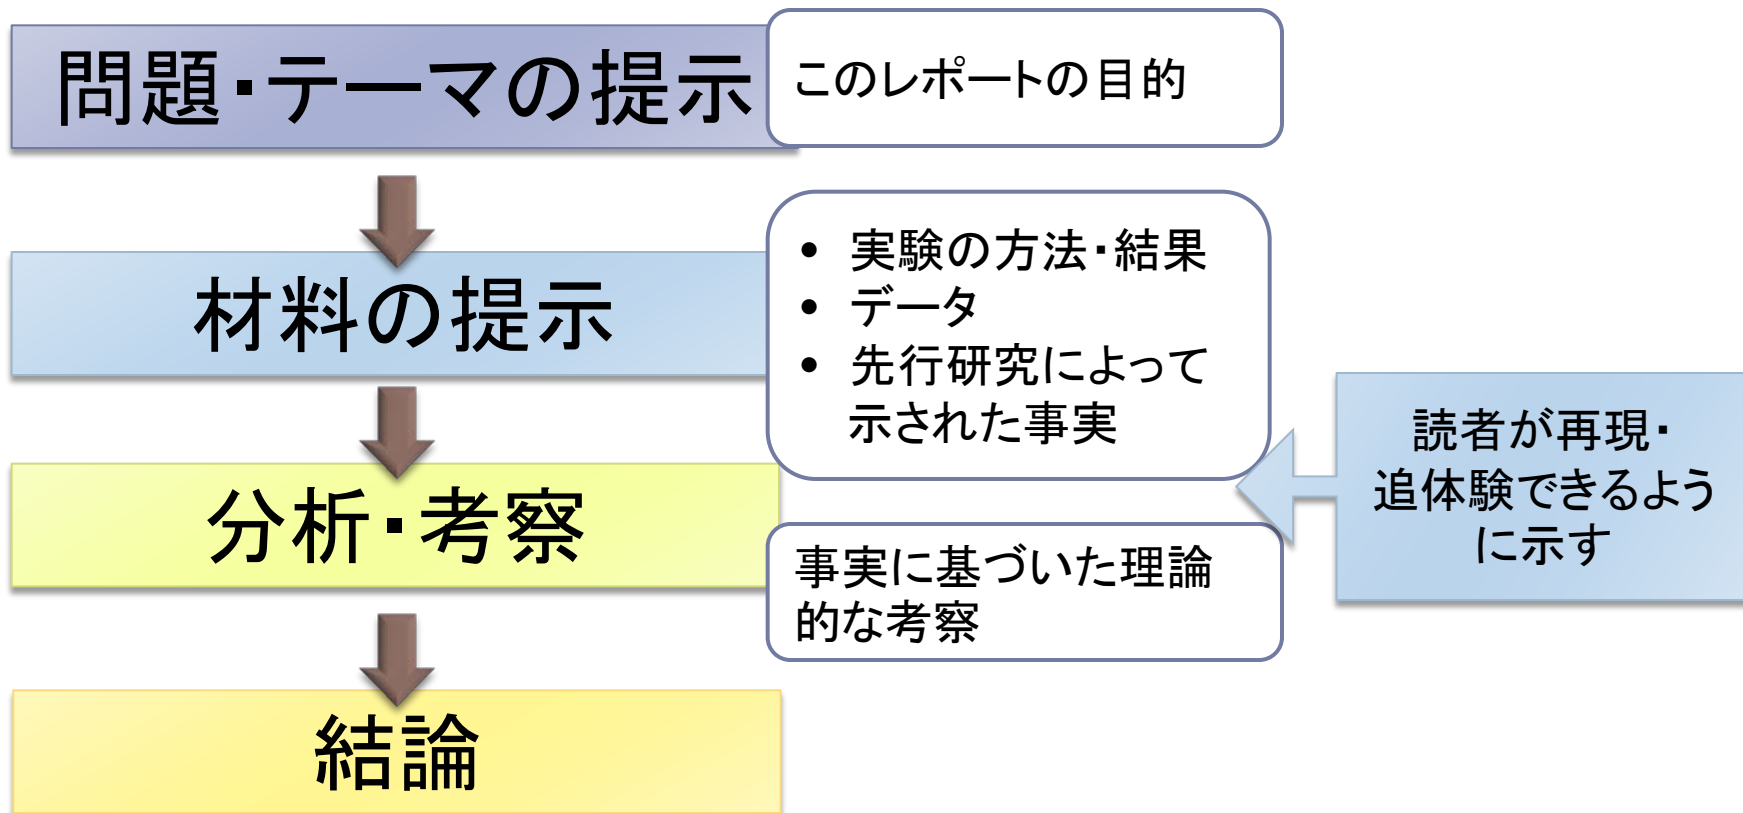 問題・テーマの提示
このレポートの目的
材料の提示
• 実験の方法・結果
• データ
• 先行研究によって
示された事実
読者が再現・
追体験できるよう
に示す
分析・考察
事実に基づいた理論
的な考察
結論